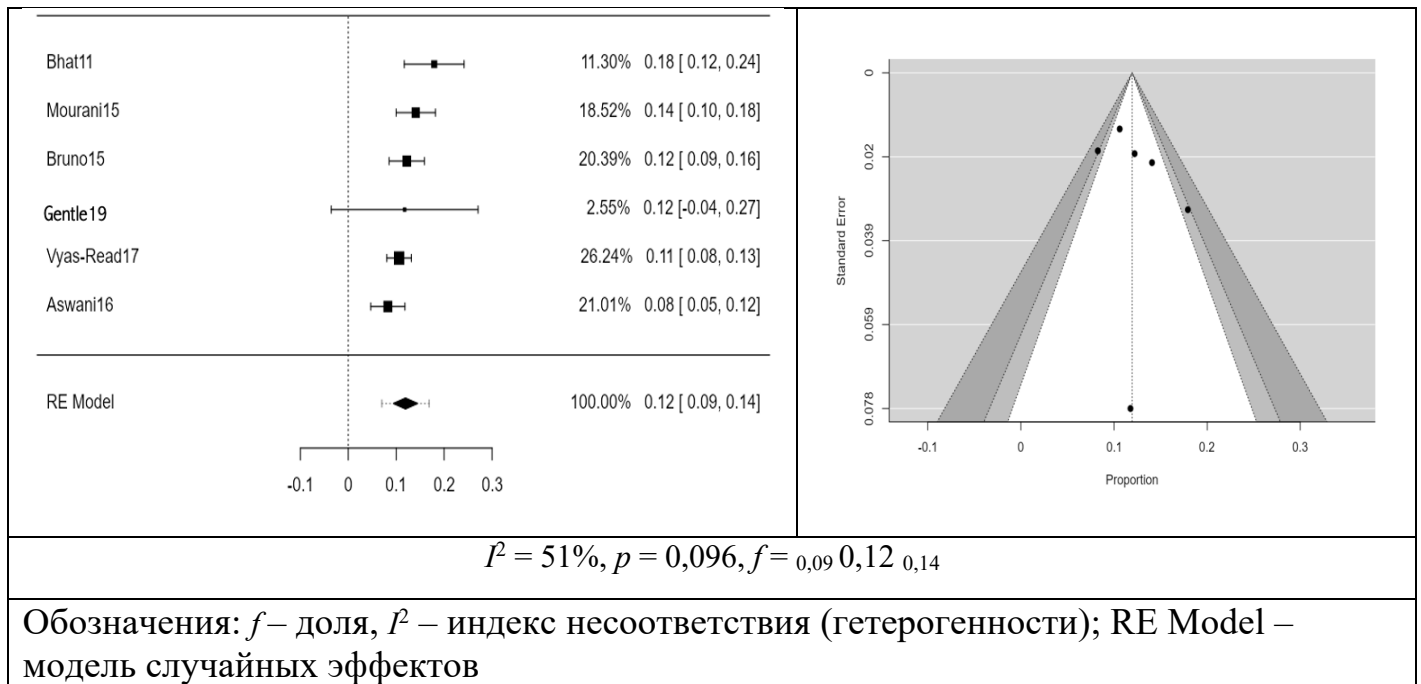 Bhat11 11.30% 0.18 [ 0.12, 0.24]
Mourani15 18.52% 0.14 [ 0.10, 0.18]
Bruno15 20.39% 0.12 [ 0.09, 0.16]
Gentle19 2.55% 0.12 [-0.04, 0.27]
Vyas-Read17 26.24% 0.11 [ 0.08, 0.13]
Aswani16 21.01% 0.08 [ 0.05, 0.12]
RE Model 100.00% 0.12 [ 0.09, 0.14]
-0.1 0 0.1 0.2 0.3
Standard Error
0
0.02
0.039
0.059
0.078
-0.1 0 0.1 0.2 0.3
Proportion
I² = 51%, p = 0,096, f = 0,09 0,12 0,14
Обозначения: f – доля, I² – индекс несоответствия (гетерогенности); RE Model –
модель случайных эффектов